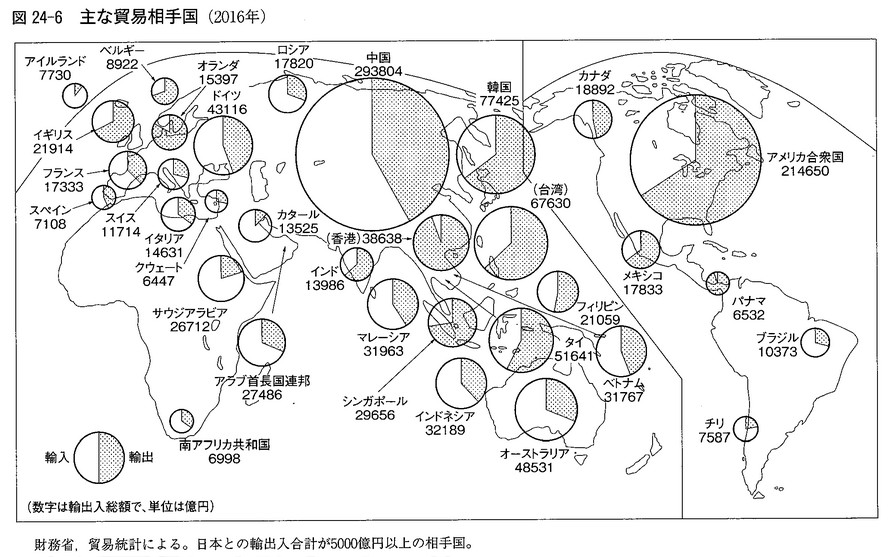 図 24-6 主な貿易相手国(2016年)
アイルランド
7730
ベルギー
8922
オランダ
15397
ドイツ
43116
ロシア
17820
中国
293804
韓国
77425
カナダ
18892
アメリカ合衆国
214650
イギリス
21914
フランス
17333
スペイン
7108
スイス
11714
イタリア
14631
クウェート
6447
カタール
13525
(香港)38638
(台湾)
67630
インド
13986
サウジアラビア
26712
マレーシア
31963
フィリピン
21059
メキシコ
17833
パナマ
6532
ブラジル
10373
アラブ首長国連邦
27486
シンガポール
29656
タイ
51641
ベトナム
31767
インドネシア
32189
オーストラリア
48531
チリ
7587
南アフリカ共和国
6998
輸入 輸出
(数字は輸出入総額で、単位は億円)
財務省,貿易統計による。日本との輸出入合計が5000億円以上の相手国。